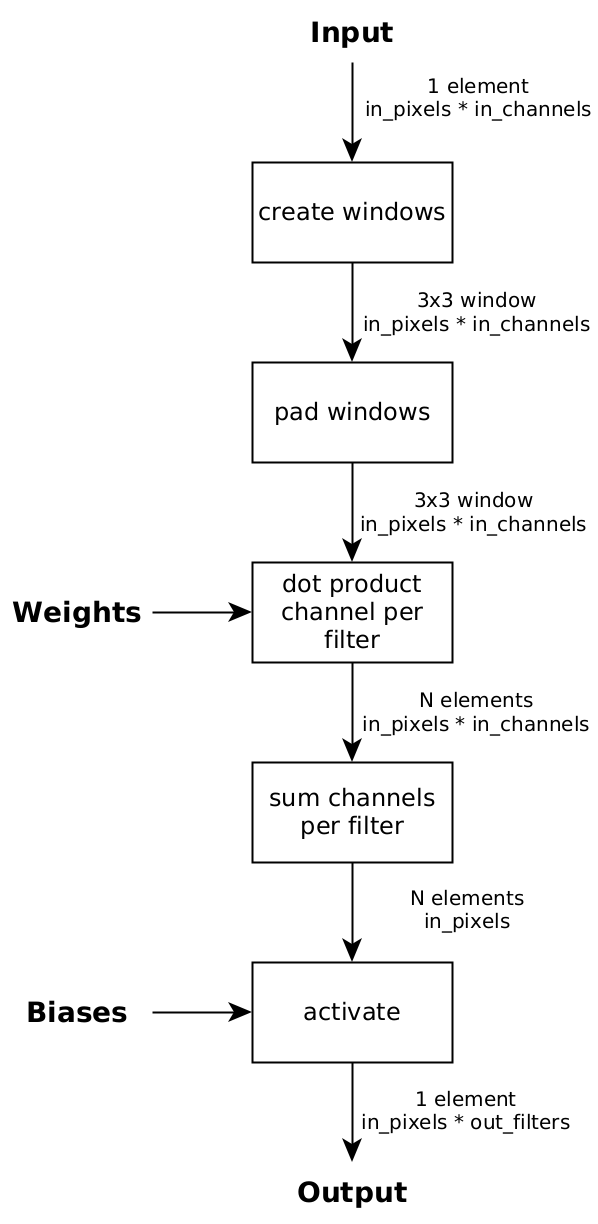 Input
1 element
in_pixels * in_channels
create windows
3x3 window
in_pixels * in_channels
pad windows
3x3 window
in_pixels * in_channels
Weights
dot product
channel per
filter
N elements
in_pixels * in_channels
sum channels
per filter
N elements
in_pixels
Biases
activate
1 element
in_pixels * out_filters
Output